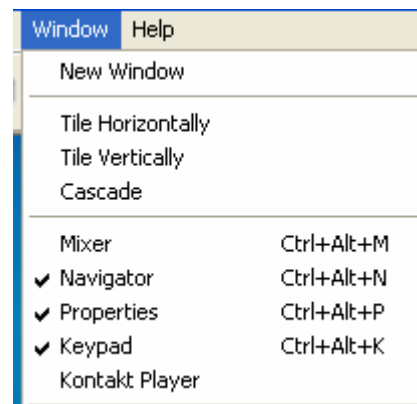 Window Help
New Window
Tile Horizontally
Tile Vertically
Cascade
Mixer Ctrl+Alt+M
Navigator Ctrl+Alt+N
Properties Ctrl+Alt+P
Keypad Ctrl+Alt+K
Kontakt Player